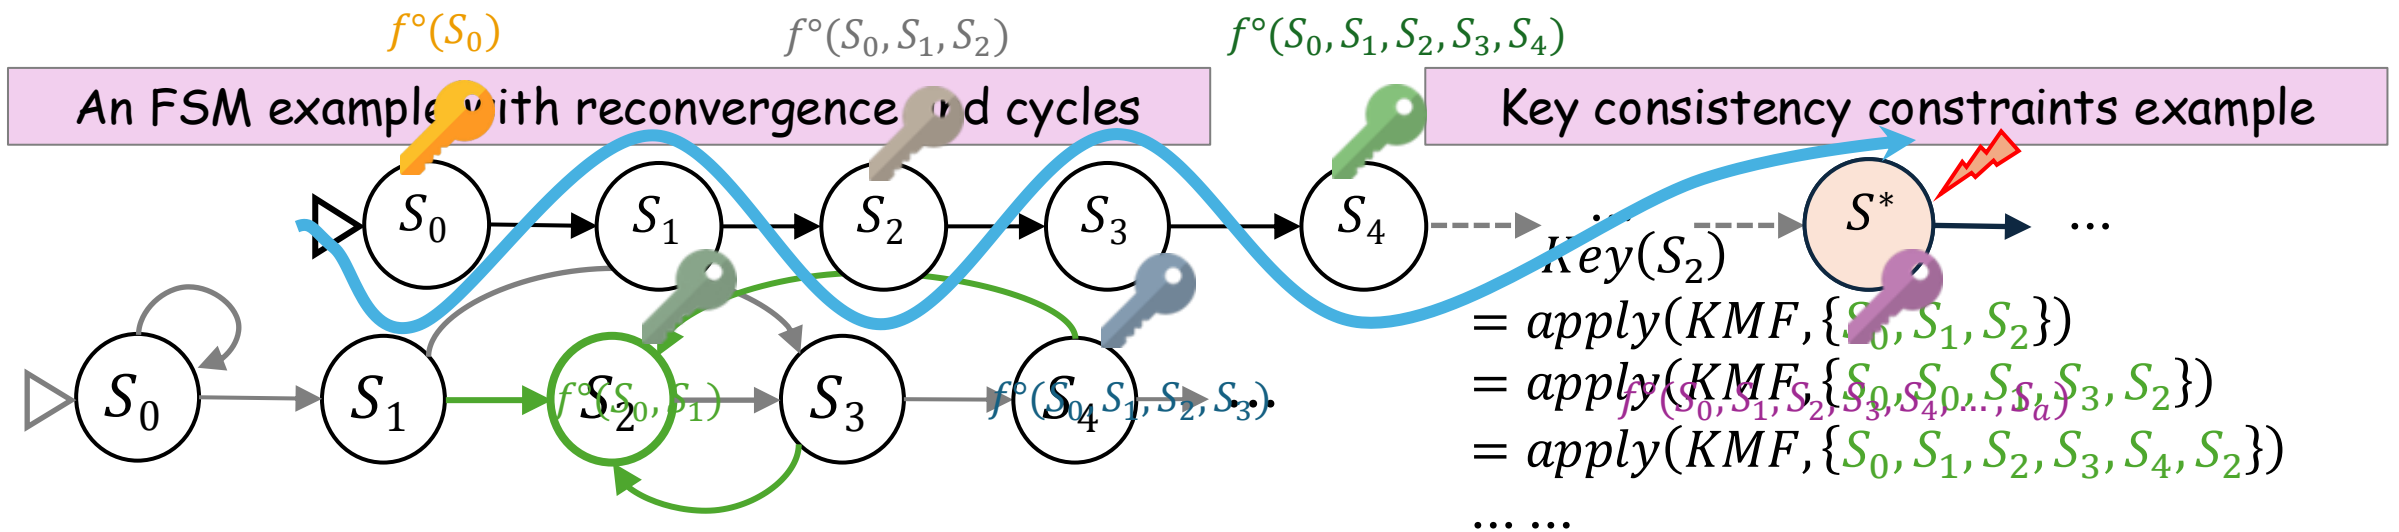 f°(S₀) f°(S₀, S₁, S₂) f°(S₀, S₁, S₂, S₃, S₄)
An FSM example with reconvergence and cycles
Key consistency constraints example
S₀ S₁ S₂ S₃ S₄ ... S* ...
Key(S₂)
= apply(KMF, {S₀, S₁, S₂})
= apply(KMF, {S₀, S₀, S₁, S₃, S₂})
= apply(KMF, {S₀, S₁, S₂, S₃, S₄, S₂})
... ...
S₀ S₁ S₂ S₃ S₄ ...
f°(S₀, S₁) f°(S₀, S₁, S₂, S₃) f°(S₀, S₁, S₂, S₃, S₄, ..., Sₐ)